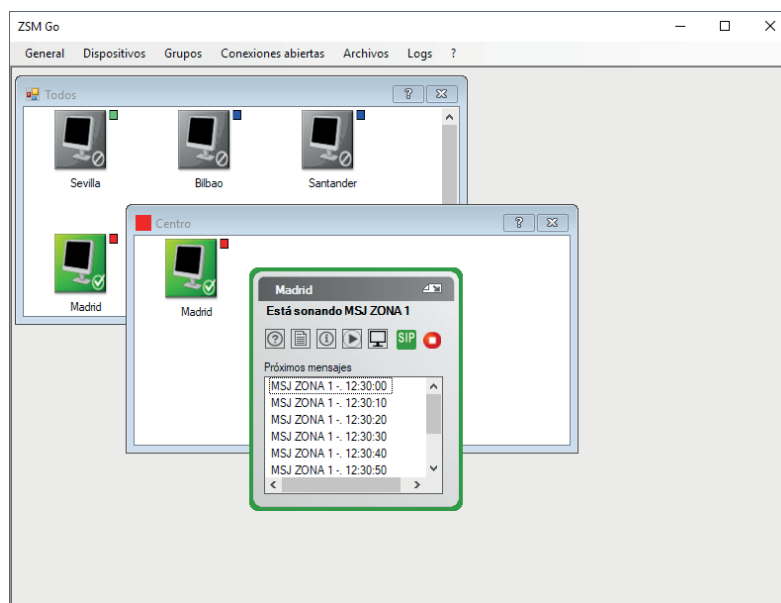 ZSM Go
General Dispositivos Grupos Conexiones abiertas Archivos Logs ?
Todos
Sevilla Bilbao Santander
Madrid
Centro
Madrid
Madrid
Está sonando MSJ ZONA 1
SIP
Próximos mensajes
MSJ ZONA 1 -. 12:30:00
MSJ ZONA 1 -. 12:30:10
MSJ ZONA 1 -. 12:30:20
MSJ ZONA 1 -. 12:30:30
MSJ ZONA 1 -. 12:30:40
MSJ ZONA 1 -. 12:30:50